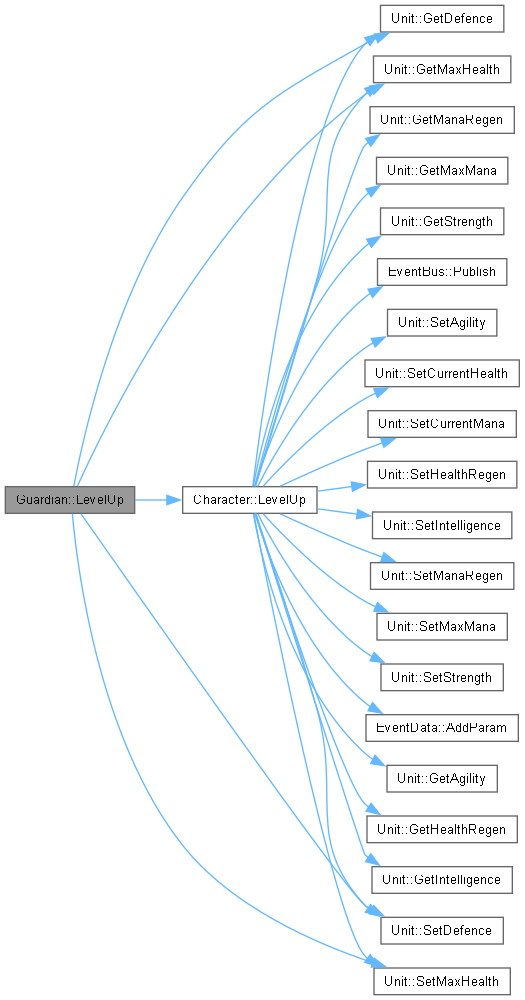 Unit::GetDefence
Unit::GetMaxHealth
Unit::GetManaRegen
Unit::GetMaxMana
Unit::GetStrength
EventBus::Publish
Unit::SetAgility
Unit::SetCurrentHealth
Unit::SetCurrentMana
Unit::SetHealthRegen
Guardian::LevelUp
Character::LevelUp
Unit::SetIntelligence
Unit::SetManaRegen
Unit::SetMaxMana
Unit::SetStrength
EventData::AddParam
Unit::GetAgility
Unit::GetHealthRegen
Unit::GetIntelligence
Unit::SetDefence
Unit::SetMaxHealth